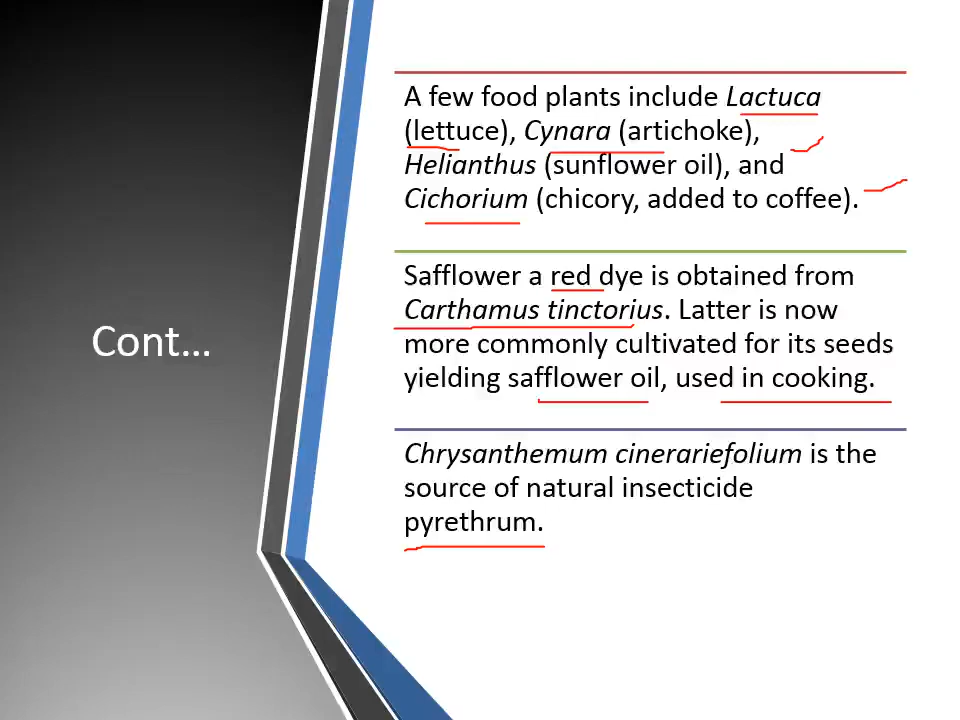 Cont...
A few food plants include Lactuca
(lettuce), Cynara (artichoke),
Helianthus (sunflower oil), and
Cichorium (chicory, added to coffee).
Safflower a red dye is obtained from
Carthamus tinctorius. Latter is now
more commonly cultivated for its seeds
yielding safflower oil, used in cooking.
Chrysanthemum cinerariefolium is the
source of natural insecticide
pyrethrum.